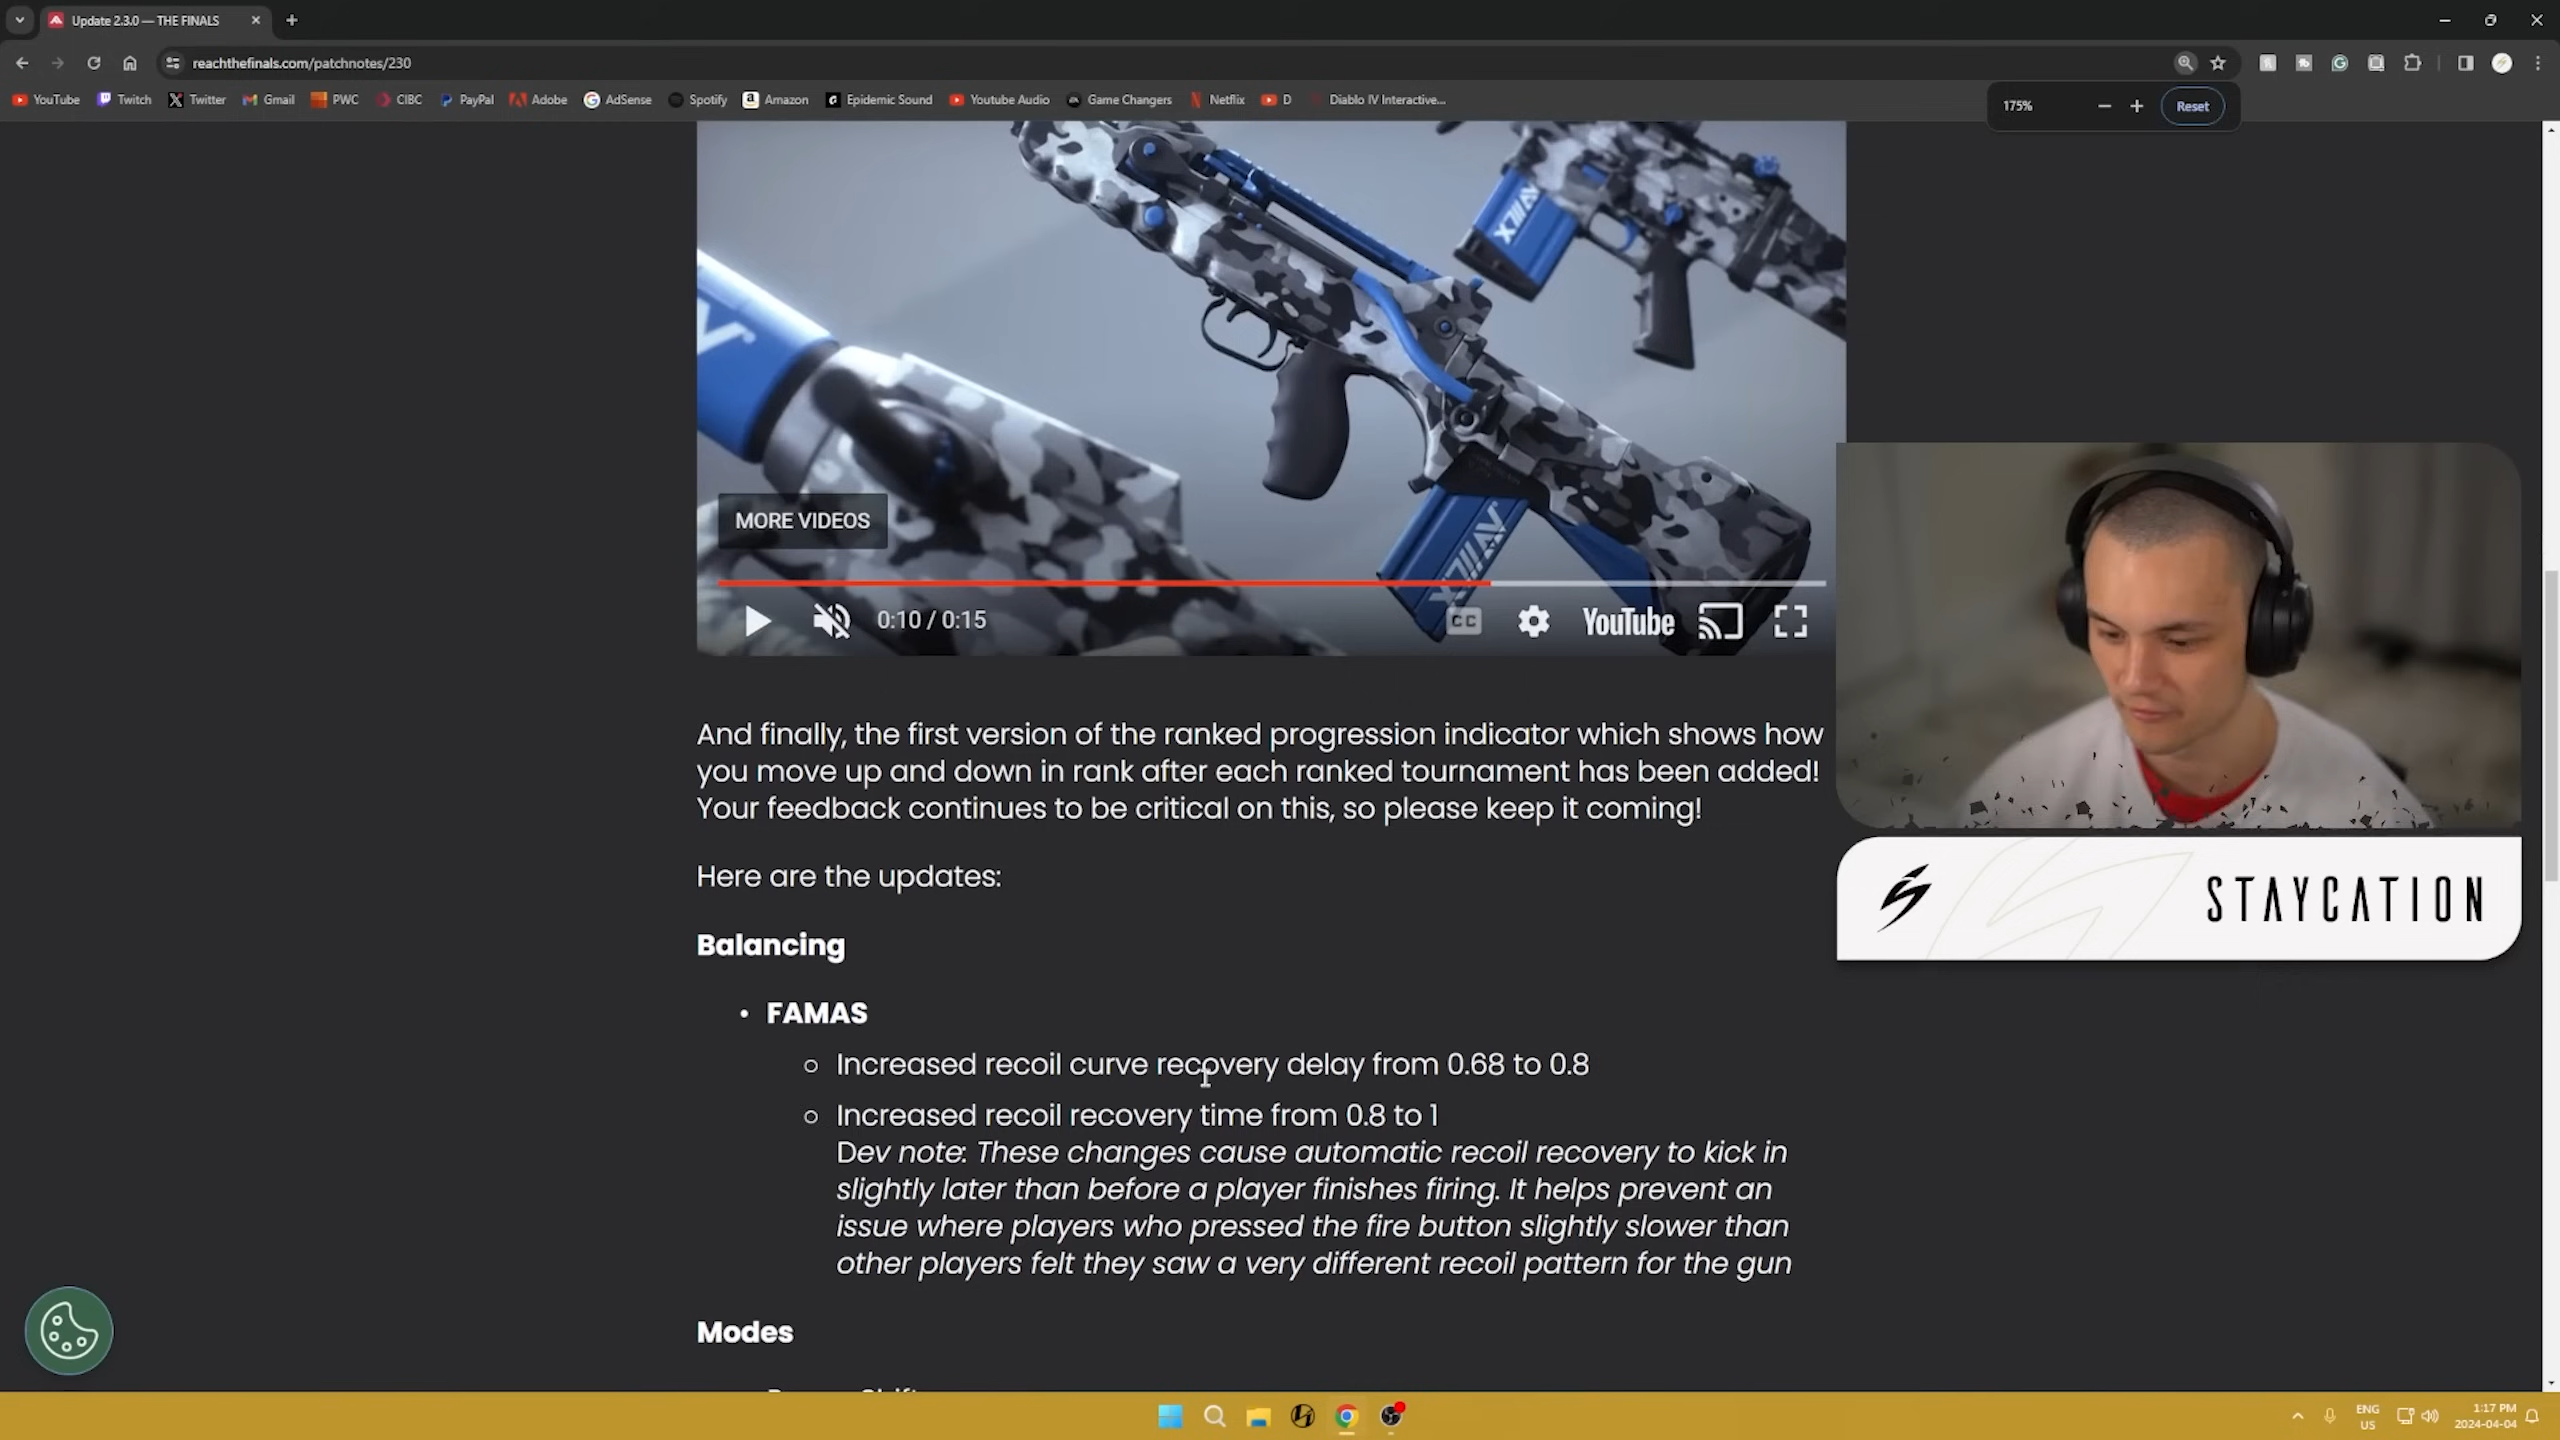 Update 2.3.0 — THE FINALS
reachthefinals.com/patchnotes/230
YouTube Twitch Twitter Gmail PWC CIBC PayPal Adobe AdSense Spotify Amazon Epidemic Sound Youtube Audio Game Changers Netflix D Diablo IV Interactive...
175% Reset
MORE VIDEOS
0:10 / 0:15
CC YouTube
And finally, the first version of the ranked progression indicator which shows how
you move up and down in rank after each ranked tournament has been added!
Your feedback continues to be critical on this, so please keep it coming!
STAYCATION
Here are the updates:
Balancing
• FAMAS
Increased recoil curve recovery delay from 0.68 to 0.8
Increased recoil recovery time from 0.8 to 1
Dev note: These changes cause automatic recoil recovery to kick in
slightly later than before a player finishes firing. It helps prevent an
issue where players who pressed the fire button slightly slower than
other players felt they saw a very different recoil pattern for the gun
Modes
ENG
US
1:17 PM
2024-04-04